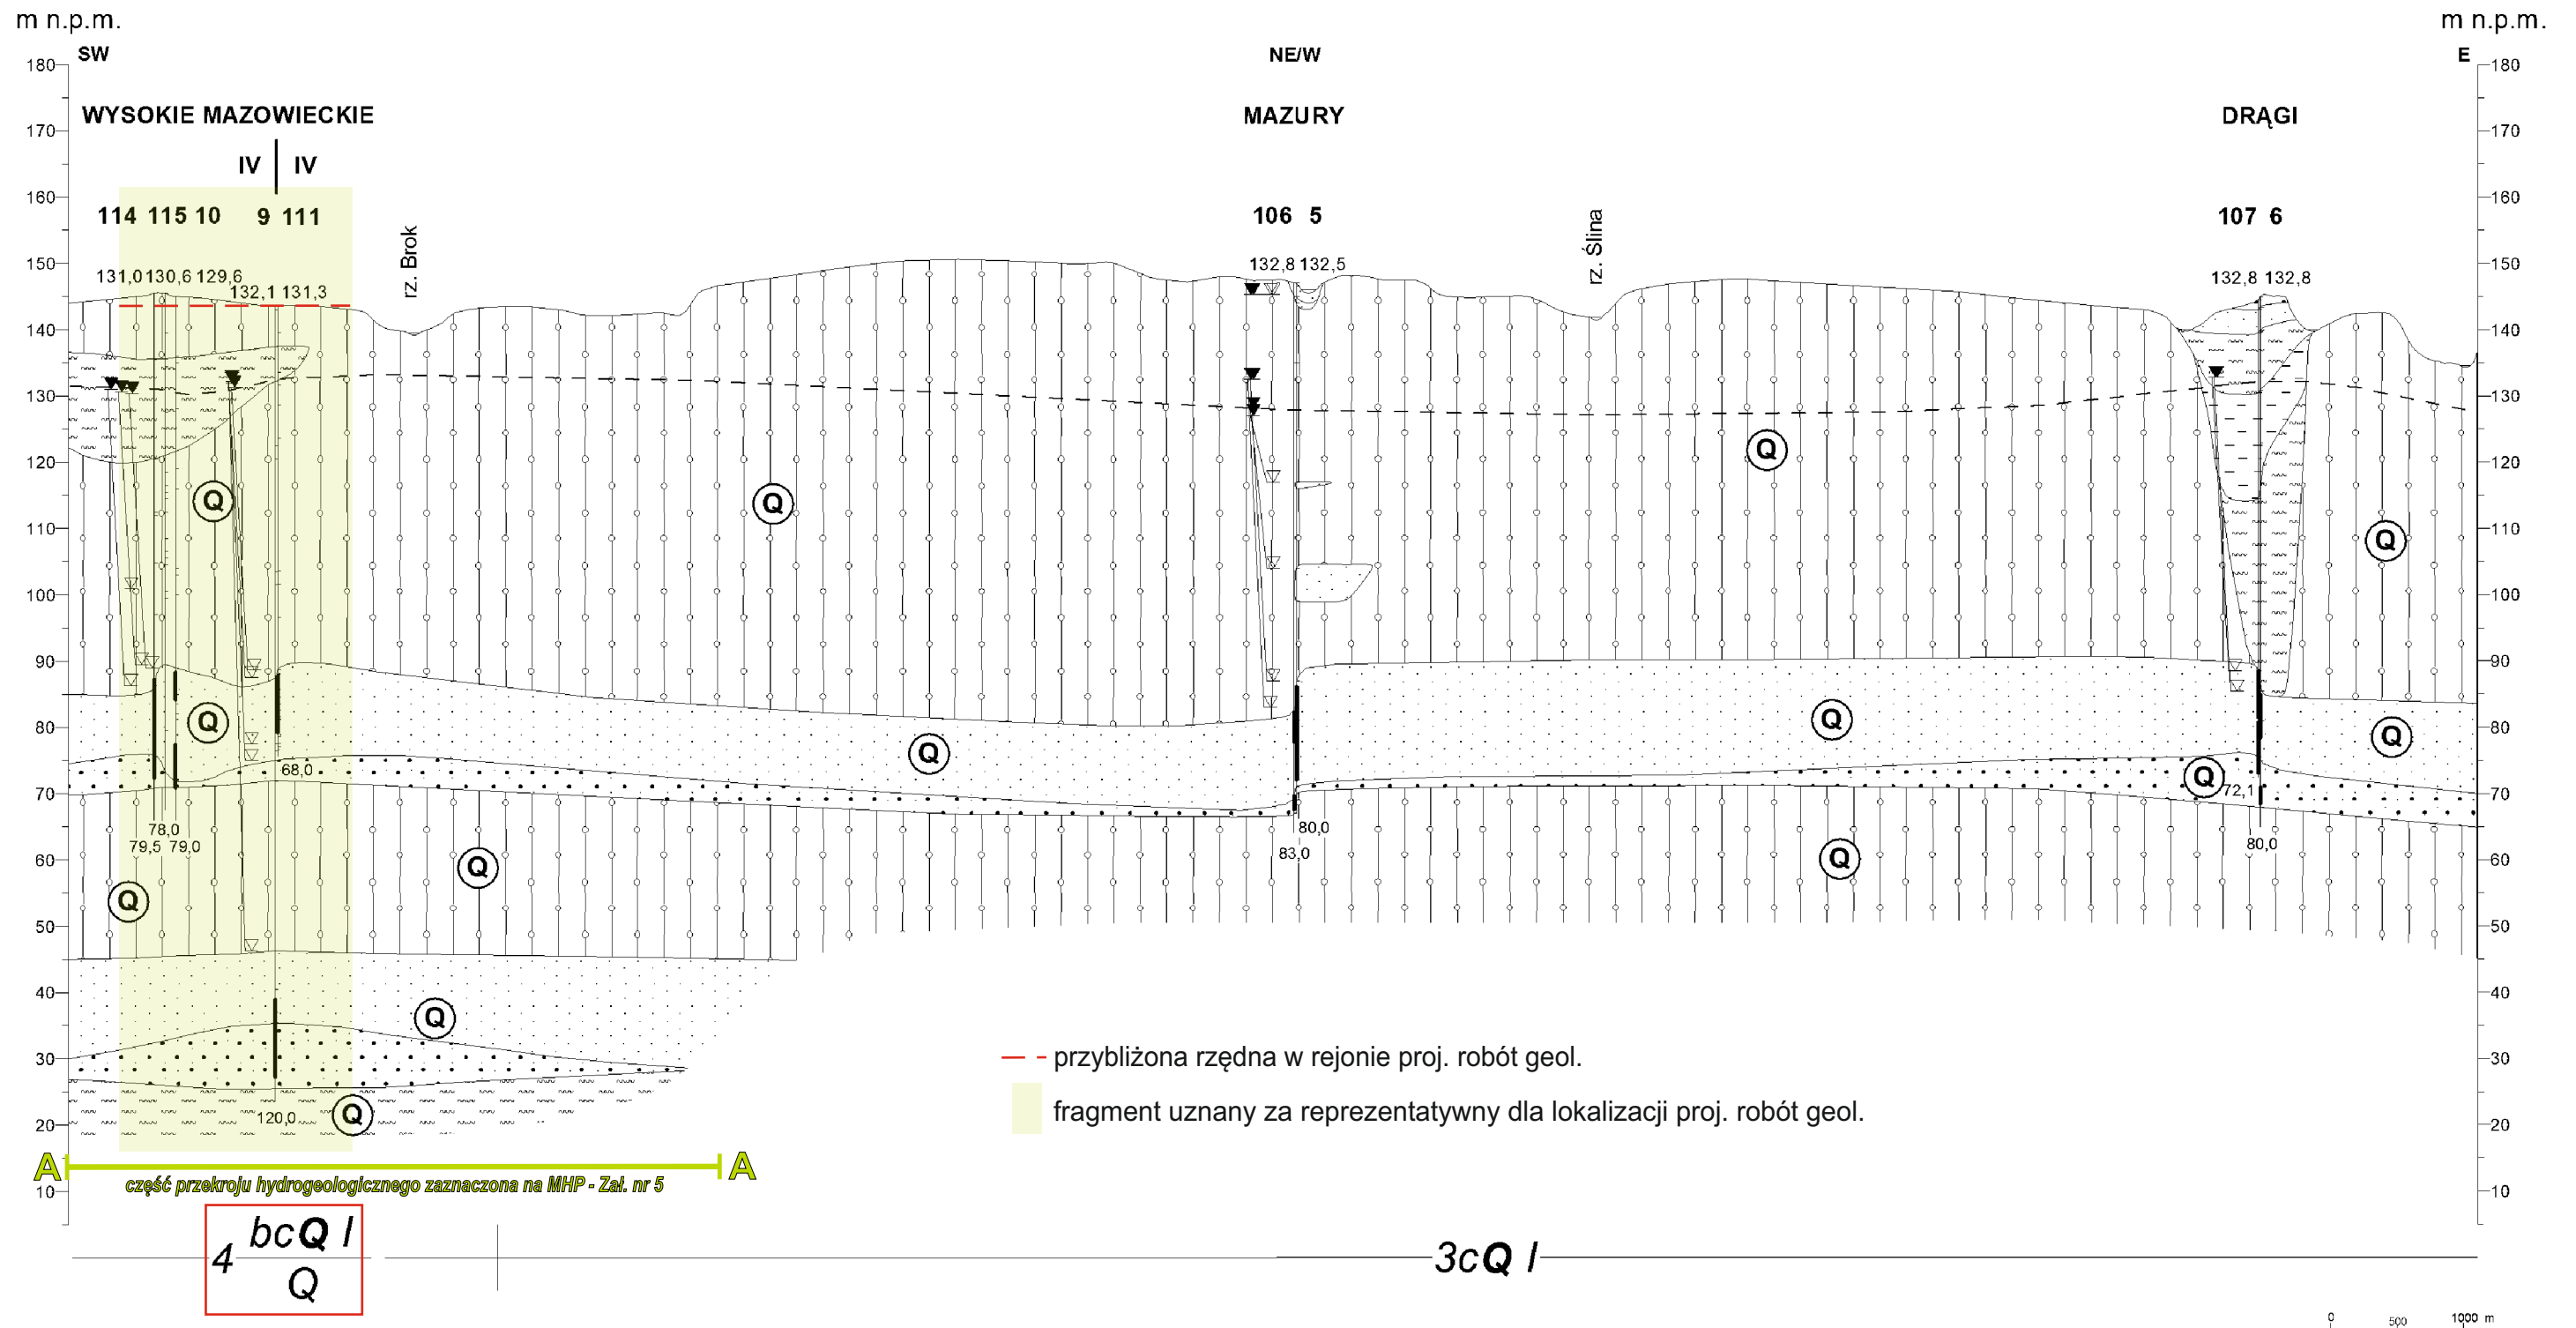 m n.p.m. m n.p.m.
SW NE/W E
180 180
WYSOKIE MAZOWIECKIE MAZURY DRĄGI
170 170
IV IV
160 160
114 115 10 9 111 106 5 107 6
rz. Brok rz. Ślina
150 150
131,0 130,6 129,6 132,8 132,5 132,8 132,8
132,1 131,3
140 140
130 130
120 120
Q Q Q
110 110
Q
100 100
90 90
80 80
Q Q Q Q
68,0
70 70
Q 72,1
78,0 80,0
79,5 79,0 83,0 80,0
60 60
Q Q
Q
50 50
40 40
Q
30 30
przybliżona rzędna w rejonie proj. robót geol.
fragment uznany za reprezentatywny dla lokalizacji proj. robót geol.
120,0 Q
20 20
A A
część przekroju hydrogeologicznego zaznaczona na MHP - Zał. nr 5
10 10
4 bcQ I
Q
3cQ I
0 500 1000 m